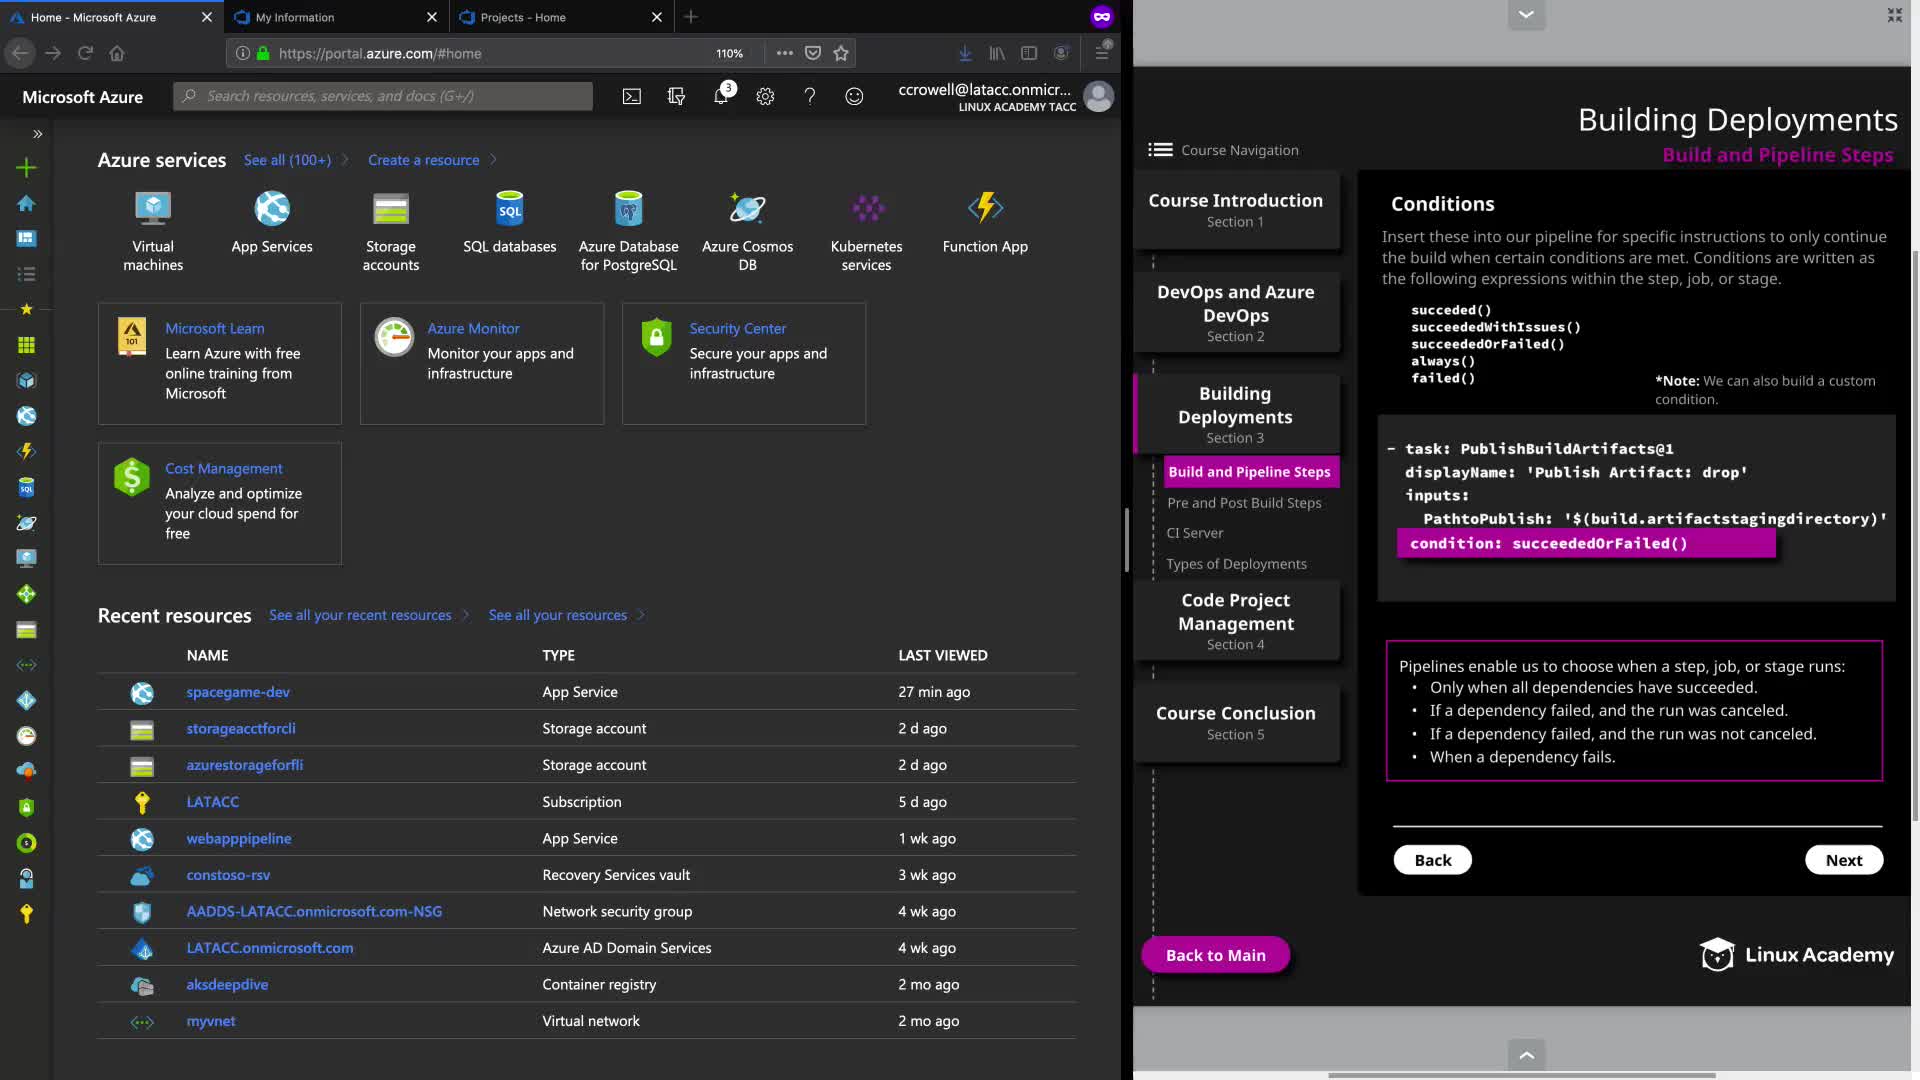 Home - Microsoft Azure
My Information
Projects - Home
https://portal.azure.com/#home
110%
Microsoft Azure
Search resources, services, and docs (G+/)
3
ccrowell@latacc.onmicr...
LINUX ACADEMY TACC
Azure services
See all (100+)
Create a resource
Virtual machines
App Services
Storage accounts
SQL databases
Azure Database for PostgreSQL
Azure Cosmos DB
Kubernetes services
Function App
Microsoft Learn
Learn Azure with free
online training from
Microsoft
Azure Monitor
Monitor your apps and
infrastructure
Security Center
Secure your apps and
infrastructure
Cost Management
Analyze and optimize
your cloud spend for
free
Recent resources
See all your recent resources
See all your resources
NAME TYPE LAST VIEWED
spacegame-dev App Service 27 min ago
storageacctforcli Storage account 2 d ago
azurestorageforfli Storage account 2 d ago
LATACC Subscription 5 d ago
webapppipeline App Service 1 wk ago
constoso-rsv Recovery Services vault 3 wk ago
AADDS-LATACC.onmicrosoft.com-NSG Network security group 4 wk ago
LATACC.onmicrosoft.com Azure AD Domain Services 4 wk ago
aksdeepdive Container registry 2 mo ago
myvnet Virtual network 2 mo ago
Building Deployments
Build and Pipeline Steps
Course Navigation
Course Introduction
Section 1
DevOps and Azure
DevOps
Section 2
Building
Deployments
Section 3
Build and Pipeline Steps
Pre and Post Build Steps
CI Server
Types of Deployments
Code Project
Management
Section 4
Course Conclusion
Section 5
Back to Main
Conditions
Insert these into our pipeline for specific instructions to only continue
the build when certain conditions are met. Conditions are written as
the following expressions within the step, job, or stage.
succeded()
succeededWithIssues()
succeededOrFailed()
always()
failed()
*Note: We can also build a custom
condition.
- task: PublishBuildArtifacts@1
displayName: 'Publish Artifact: drop'
inputs:
PathtoPublish: '$(build.artifactstagingdirectory)'
condition: succeededOrFailed()
Pipelines enable us to choose when a step, job, or stage runs:
• Only when all dependencies have succeeded.
• If a dependency failed, and the run was canceled.
• If a dependency failed, and the run was not canceled.
• When a dependency fails.
Back
Next
Linux Academy